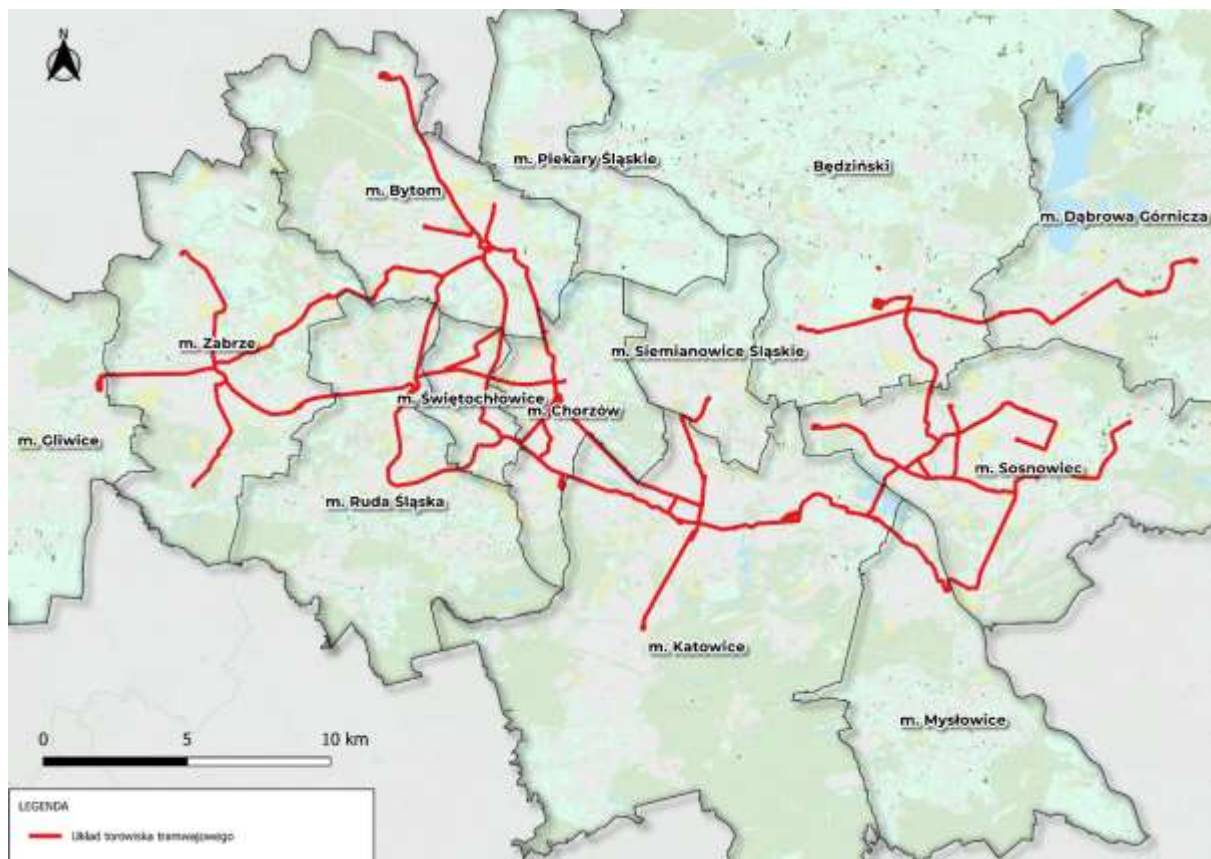 N
m. Piekary Śląskie
Będziński
m. Bytom
m. Dąbrowa Górnicza
m. Zabrze
m. Siemianowice Śląskie
m. Świętochłowice
m. Chorzów
m. Gliwice
m. Sosnowiec
m. Ruda Śląska
m. Katowice
m. Mysłowice
0 5 10 km
LEGENDA
Układ torowiska tramwajowego